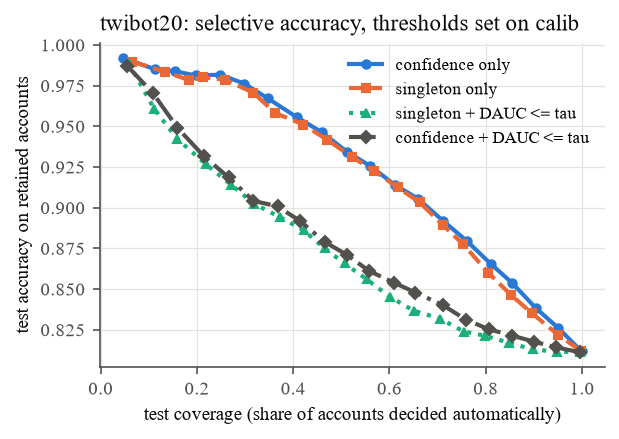 twibot20: selective accuracy, thresholds set on calib
1.000
0.975
0.950
0.925
0.900
0.875
0.850
0.825
test accuracy on retained accounts
confidence only
singleton only
singleton + DAUC <= tau
confidence + DAUC <= tau
0.0
0.2
0.4
0.6
0.8
1.0
test coverage (share of accounts decided automatically)